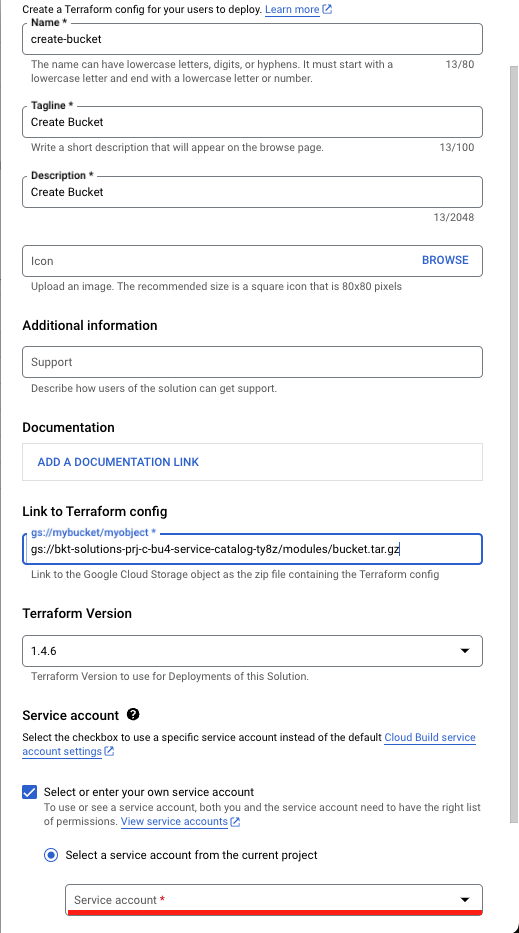 Create a Terraform config for your users to deploy. Learn more
Name *
create-bucket
The name can have lowercase letters, digits, or hyphens. It must start with a
lowercase letter and end with a lowercase letter or number.
13/80
Tagline *
Create Bucket
Write a short description that will appear on the browse page.
13/100
Description *
Create Bucket
13/2048
Icon
BROWSE
Upload an image. The recommended size is a square icon that is 80x80 pixels
Additional information
Support
Describe how users of the solution can get support.
Documentation
ADD A DOCUMENTATION LINK
Link to Terraform config
gs://mybucket/myobject *
gs://bkt-solutions-prj-c-bu4-service-catalog-ty8z/modules/bucket.tar.gz
Link to the Google Cloud Storage object as the zip file containing the Terraform config
Terraform Version
1.4.6
Terraform Version to use for Deployments of this Solution.
Service account
Select the checkbox to use a specific service account instead of the default Cloud Build service
account settings
Select or enter your own service account
To use or see a service account, both you and the service account need to have the right list
of permissions. View service accounts
Select a service account from the current project
Service account *